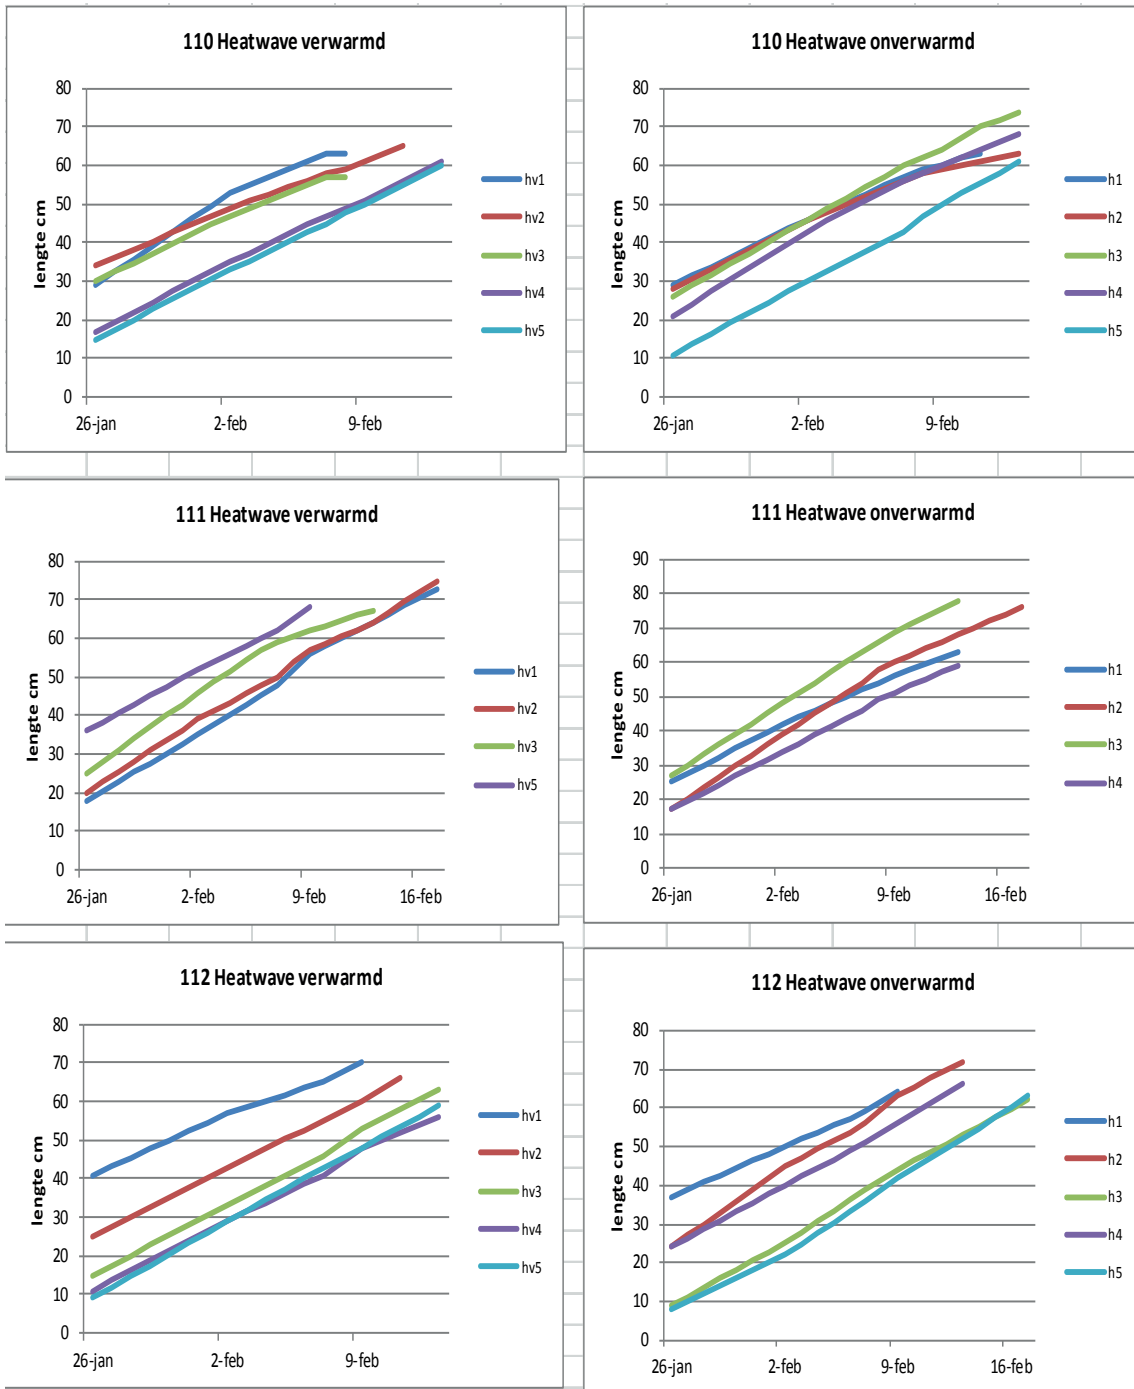 110 Heatwave verwarmd
80
70
60
50
40
30
20
10
0
lengte cm
26-jan
2-feb
9-feb
hv1
hv2
hv3
hv4
hv5
110 Heatwave onverwarmd
80
70
60
50
40
30
20
10
0
lengte cm
26-jan
2-feb
9-feb
h1
h2
h3
h4
h5
111 Heatwave verwarmd
80
70
60
50
40
30
20
10
0
lengte cm
26-jan
2-feb
9-feb
16-feb
hv1
hv2
hv3
hv5
111 Heatwave onverwarmd
90
80
70
60
50
40
30
20
10
0
lengte cm
26-jan
2-feb
9-feb
16-feb
h1
h2
h3
h4
112 Heatwave verwarmd
80
70
60
50
40
30
20
10
0
lengte cm
26-jan
2-feb
9-feb
hv1
hv2
hv3
hv4
hv5
112 Heatwave onverwarmd
80
70
60
50
40
30
20
10
0
lengte cm
26-jan
2-feb
9-feb
16-feb
h1
h2
h3
h4
h5